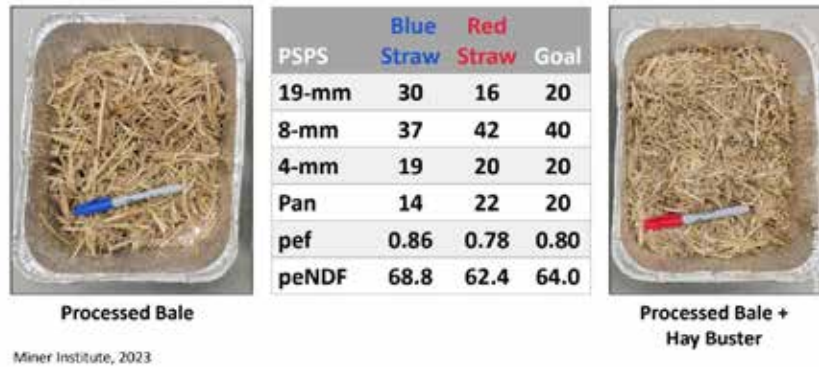 Blue Red
PSPS Straw Straw Goal
19-mm 30 16 20
8-mm 37 42 40
4-mm 19 20 20
Pan 14 22 20
pef 0.86 0.78 0.80
peNDF 68.8 62.4 64.0
Processed Bale
Processed Bale +
Hay Buster
Miner Institute, 2023